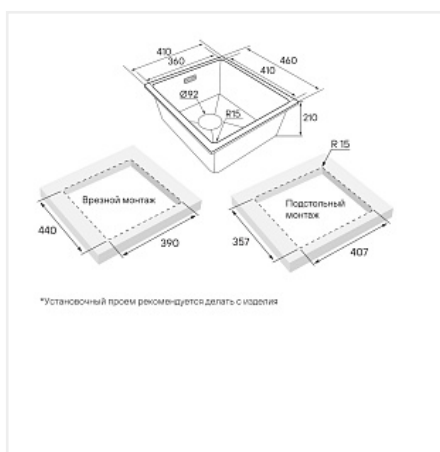 410
360
460
410
Ø92
R15
210
R 15
Врезной монтаж
440
390
Подстольный
монтаж
357
407
*Установочный проем рекомендуется делать с изделия